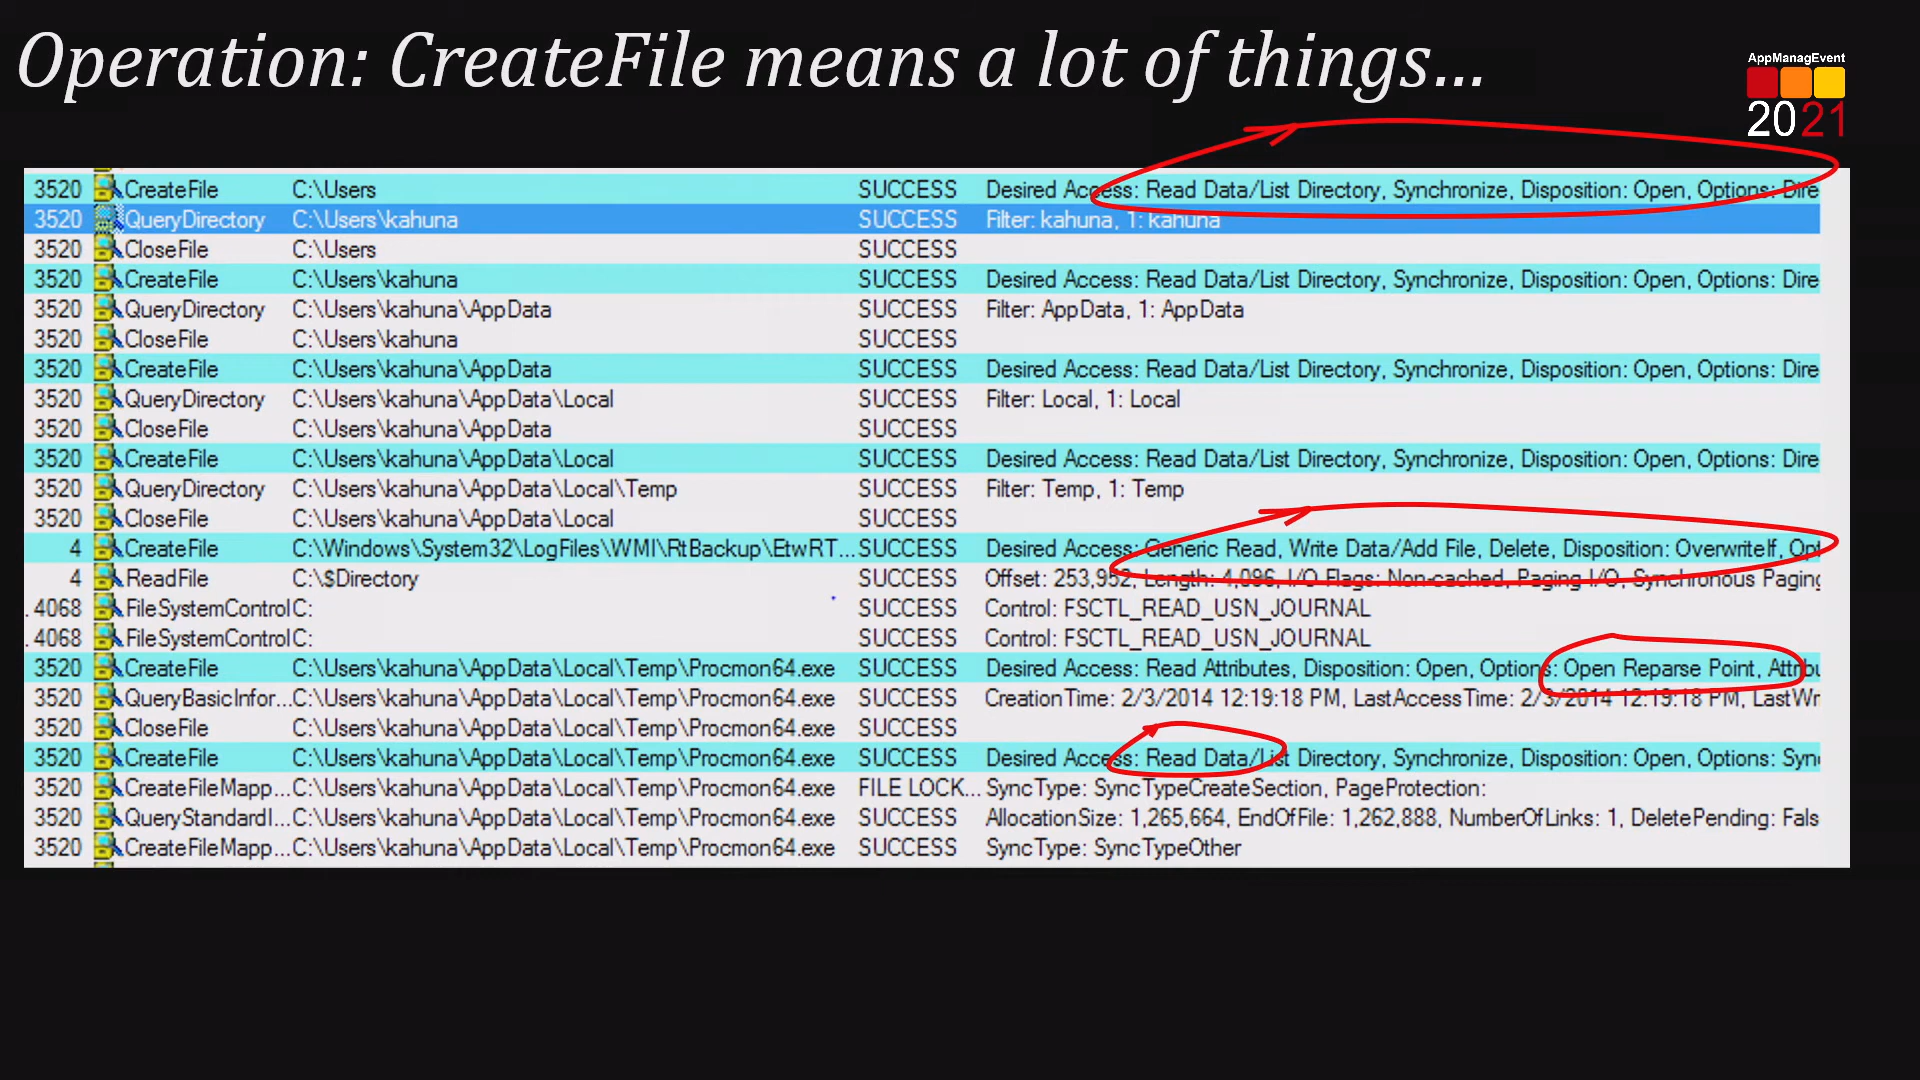 Operation: CreateFile means a lot of things...
AppManagEvent
2021
3520 CreateFile C:\Users SUCCESS Desired Access: Read Data/List Directory, Synchronize, Disposition: Open, Options: Dire
3520 QueryDirectory C:\Users\kahuna SUCCESS Filter: kahuna, 1: kahuna
3520 CloseFile C:\Users SUCCESS
3520 CreateFile C:\Users\kahuna SUCCESS Desired Access: Read Data/List Directory, Synchronize, Disposition: Open, Options: Dire
3520 QueryDirectory C:\Users\kahuna\AppData SUCCESS Filter: AppData, 1: AppData
3520 CloseFile C:\Users\kahuna SUCCESS
3520 CreateFile C:\Users\kahuna\AppData SUCCESS Desired Access: Read Data/List Directory, Synchronize, Disposition: Open, Options: Dire
3520 QueryDirectory C:\Users\kahuna\AppData\Local SUCCESS Filter: Local, 1: Local
3520 CloseFile C:\Users\kahuna\AppData SUCCESS
3520 CreateFile C:\Users\kahuna\AppData\Local SUCCESS Desired Access: Read Data/List Directory, Synchronize, Disposition: Open, Options: Dire
3520 QueryDirectory C:\Users\kahuna\AppData\Local\Temp SUCCESS Filter: Temp, 1: Temp
3520 CloseFile C:\Users\kahuna\AppData\Local SUCCESS
4 CreateFile C:\Windows\System32\LogFiles\WMI\RtBackup\EtwRT... SUCCESS Desired Access: Generic Read, Write Data/Add File, Delete, Disposition: OverwriteIf, Opt
4 ReadFile C:\$Directory SUCCESS Offset: 253,952, Length: 4,096, I/O Flags: Non-cached, Paging I/O, Synchronous Paging
.4068 FileSystemControl C: SUCCESS Control: FSCTL_READ_USN_JOURNAL
.4068 FileSystemControl C: SUCCESS Control: FSCTL_READ_USN_JOURNAL
3520 CreateFile C:\Users\kahuna\AppData\Local\Temp\Procmon64.exe SUCCESS Desired Access: Read Attributes, Disposition: Open, Options: Open Reparse Point, Attribu
3520 QueryBasicInfor... C:\Users\kahuna\AppData\Local\Temp\Procmon64.exe SUCCESS CreationTime: 2/3/2014 12:19:18 PM, LastAccessTime: 2/3/2014 12:19:18 PM, LastWr
3520 CloseFile C:\Users\kahuna\AppData\Local\Temp\Procmon64.exe SUCCESS
3520 CreateFile C:\Users\kahuna\AppData\Local\Temp\Procmon64.exe SUCCESS Desired Access: Read Data/List Directory, Synchronize, Disposition: Open, Options: Syn
3520 CreateFileMapp... C:\Users\kahuna\AppData\Local\Temp\Procmon64.exe FILE LOCK... SyncType: SyncTypeCreateSection, PageProtection:
3520 QueryStandardI... C:\Users\kahuna\AppData\Local\Temp\Procmon64.exe SUCCESS AllocationSize: 1,265,664, EndOfFile: 1,262,888, NumberOfLinks: 1, DeletePending: Fals
3520 CreateFileMapp... C:\Users\kahuna\AppData\Local\Temp\Procmon64.exe SUCCESS SyncType: SyncTypeOther